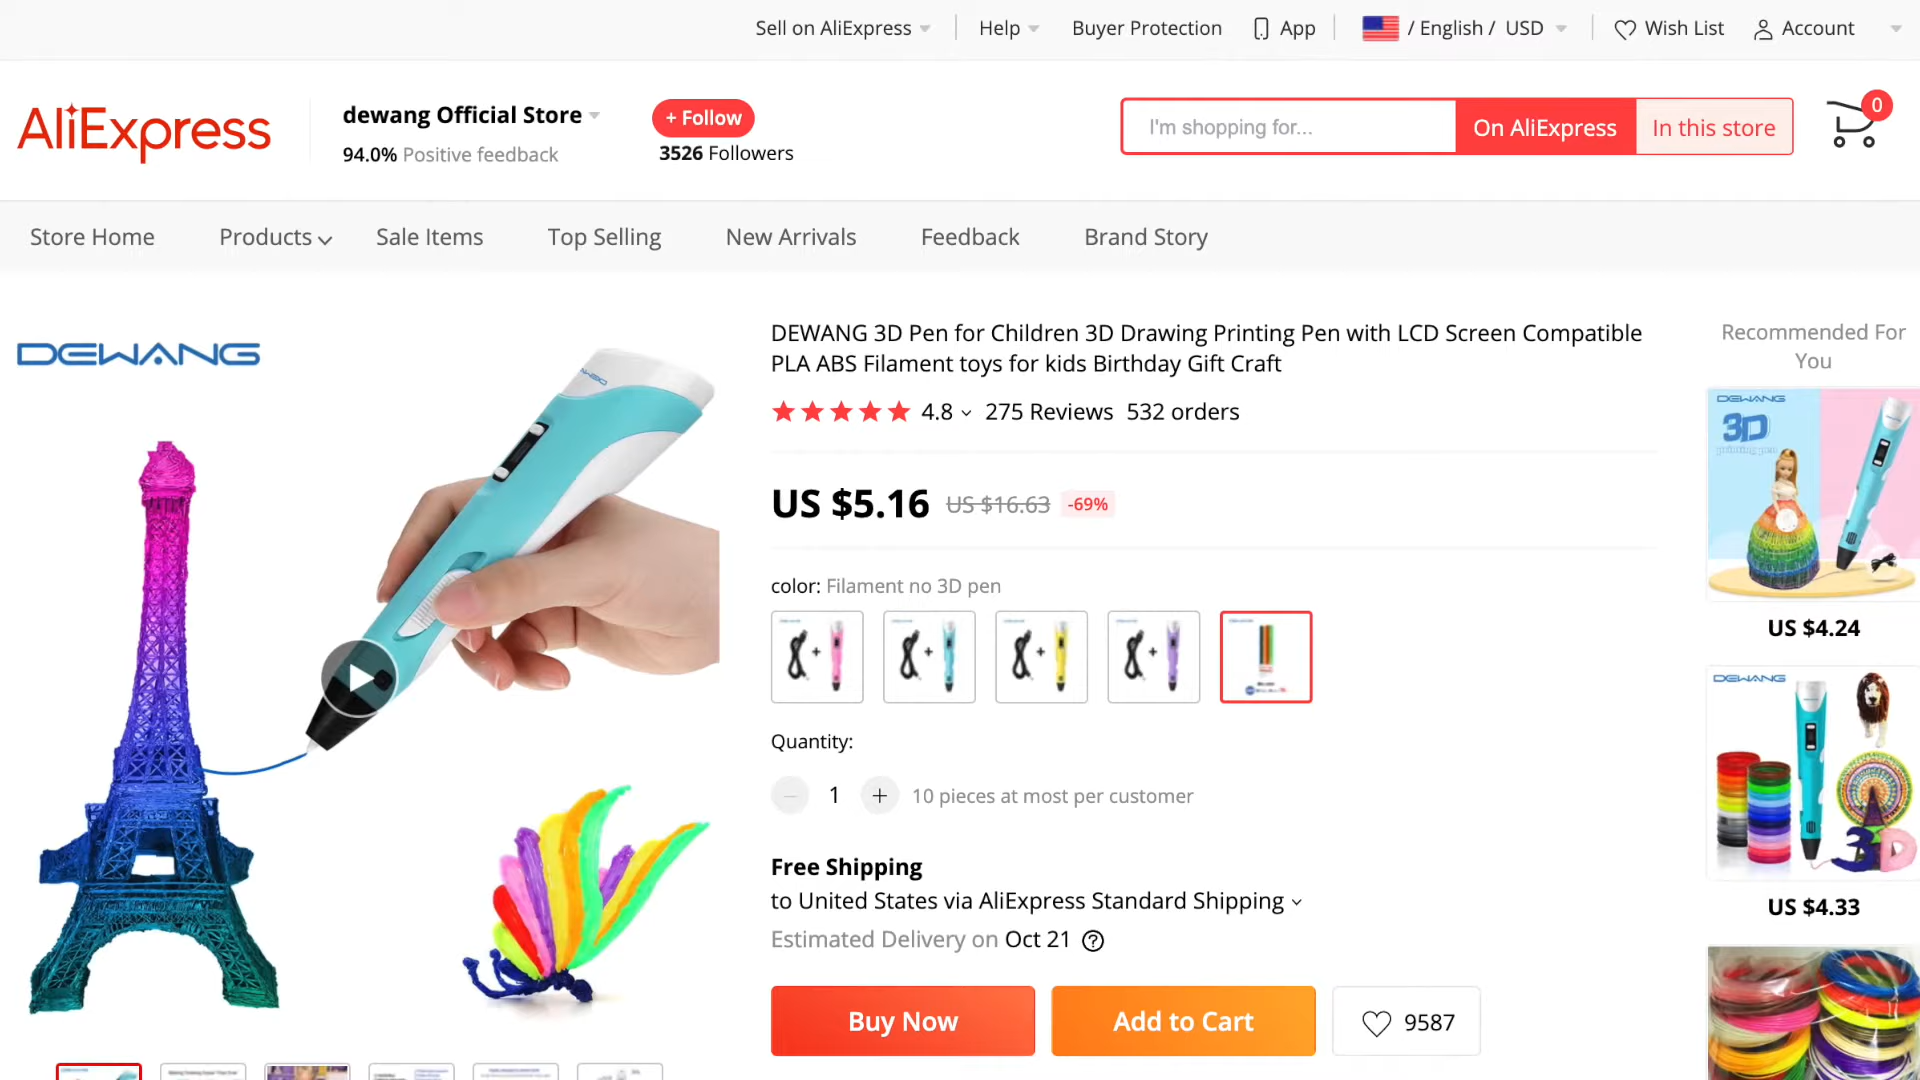 Sell on AliExpress
Help
Buyer Protection
App
/ English / USD
Wish List
Account
AliExpress
dewang Official Store
94.0% Positive feedback
+ Follow
3526 Followers
I'm shopping for...
On AliExpress
In this store
0
Store Home
Products
Sale Items
Top Selling
New Arrivals
Feedback
Brand Story
DEWANG
DEWANG 3D Pen for Children 3D Drawing Printing Pen with LCD Screen Compatible
PLA ABS Filament toys for kids Birthday Gift Craft
4.8
275 Reviews
532 orders
US $5.16
US $16.63
-69%
color: Filament no 3D pen
Quantity:
1
10 pieces at most per customer
Free Shipping
to United States via AliExpress Standard Shipping
Estimated Delivery on Oct 21
Buy Now
Add to Cart
9587
Recommended For
You
DEWANG
3D
printing pen
US $4.24
DEWANG
3D
US $4.33